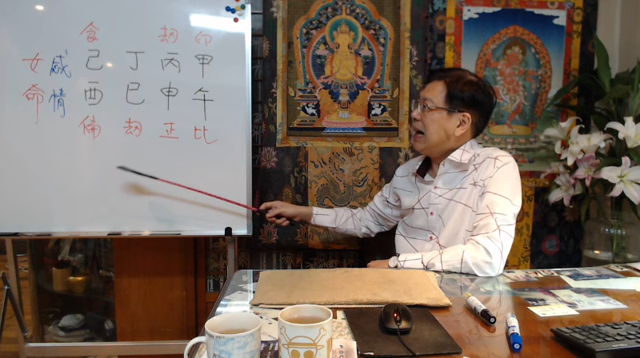 食 劫 印
女 感 己 丁 丙 甲
命 情 酉 巳 申 午
偏 劫 正 比